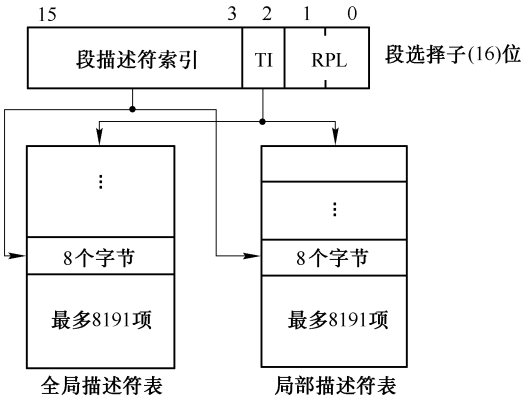 15 3 2 1 0
段描述符索引 TI RPL 段选择子(16)位
⋮
⋮
8个字节 8个字节
最多8191项 最多8191项
全局描述符表 局部描述符表